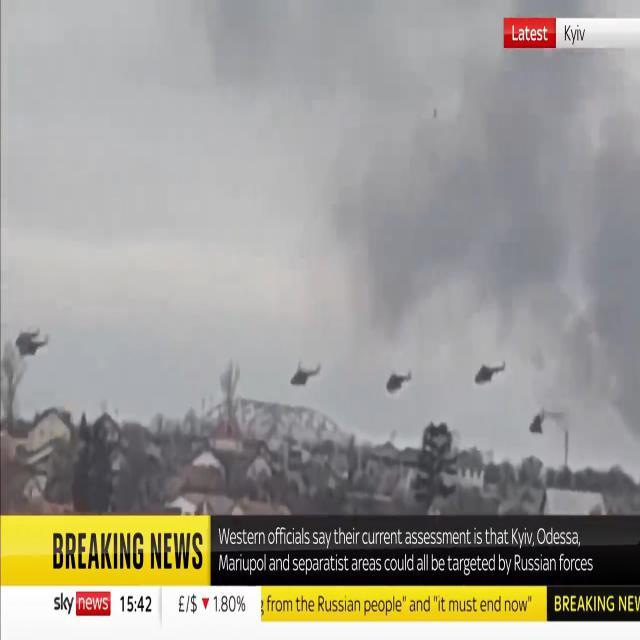 Latest Kyiv
BREAKING NEWS
Western officials say their current assessment is that Kyiv, Odessa,
Mariupol and separatist areas could all be targeted by Russian forces
sky news 15:42 £/$ ▼ 1.80% from the Russian people" and "it must end now" BREAKING